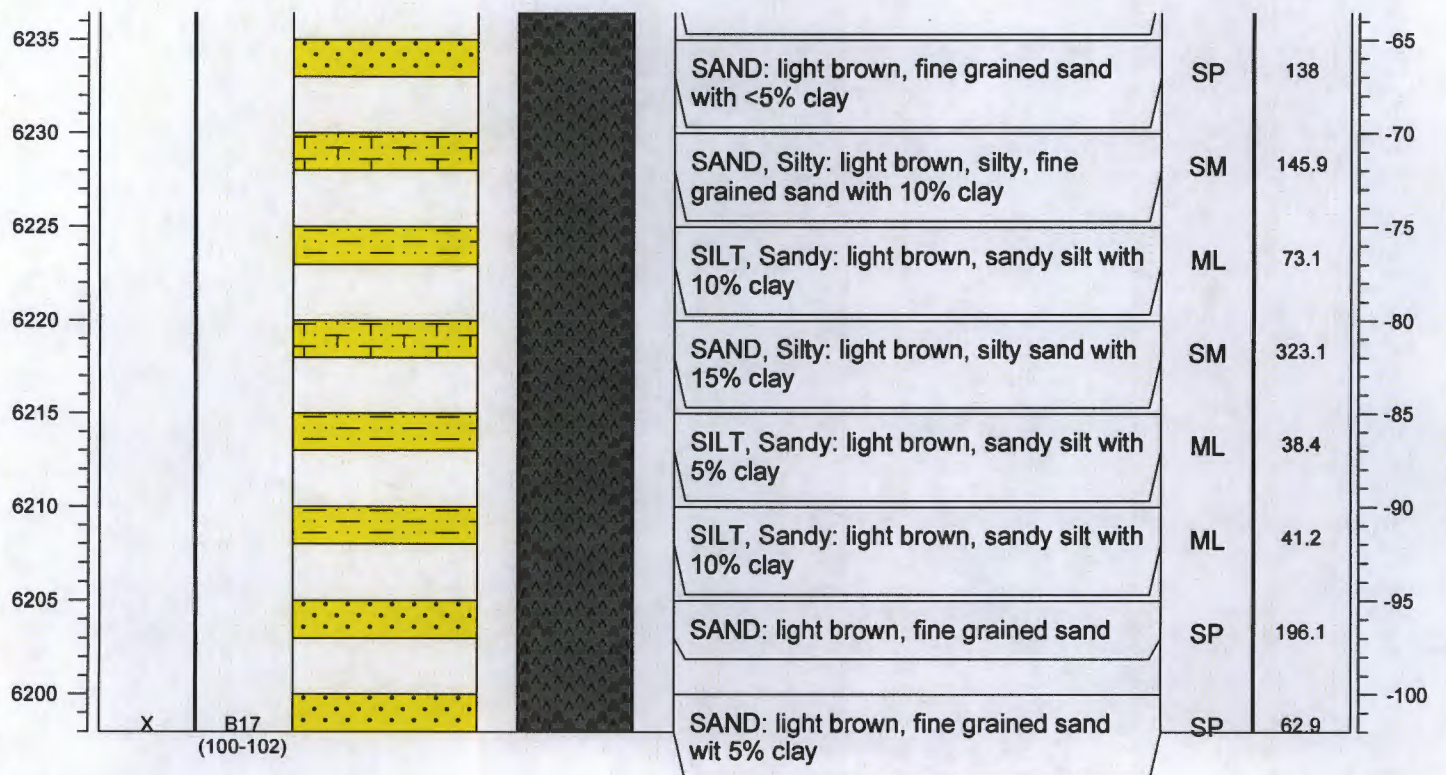 6235
-65
SAND: light brown, fine grained sand
with <5% clay
SP
138
6230
-70
SAND, Silty: light brown, silty, fine
grained sand with 10% clay
SM
145.9
6225
-75
SILT, Sandy: light brown, sandy silt with
10% clay
ML
73.1
6220
-80
SAND, Silty: light brown, silty sand with
15% clay
SM
323.1
6215
-85
SILT, Sandy: light brown, sandy silt with
5% clay
ML
38.4
6210
-90
SILT, Sandy: light brown, sandy silt with
10% clay
ML
41.2
6205
-95
SAND: light brown, fine grained sand
SP
196.1
6200
-100
X
B17
(100-102)
SAND: light brown, fine grained sand
wit 5% clay
SP
62.9